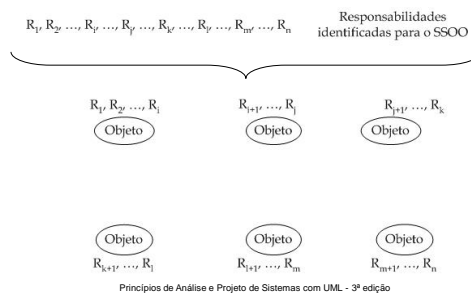 R1, R2, ..., Ri, ..., Rj, ..., Rk, ..., Rl, ..., Rm, ..., Rn
Responsabilidades
identificadas para o SSOO
R1, R2, ..., Ri
Ri+1, ..., Rj
Rj+1, ..., Rk
Objeto
Objeto
Objeto
Objeto
Objeto
Objeto
Rk+1, ..., Rl
Rl+1, ..., Rm
Rm+1, ..., Rn
Princípios de Análise e Projeto de Sistemas com UML - 3ª edição